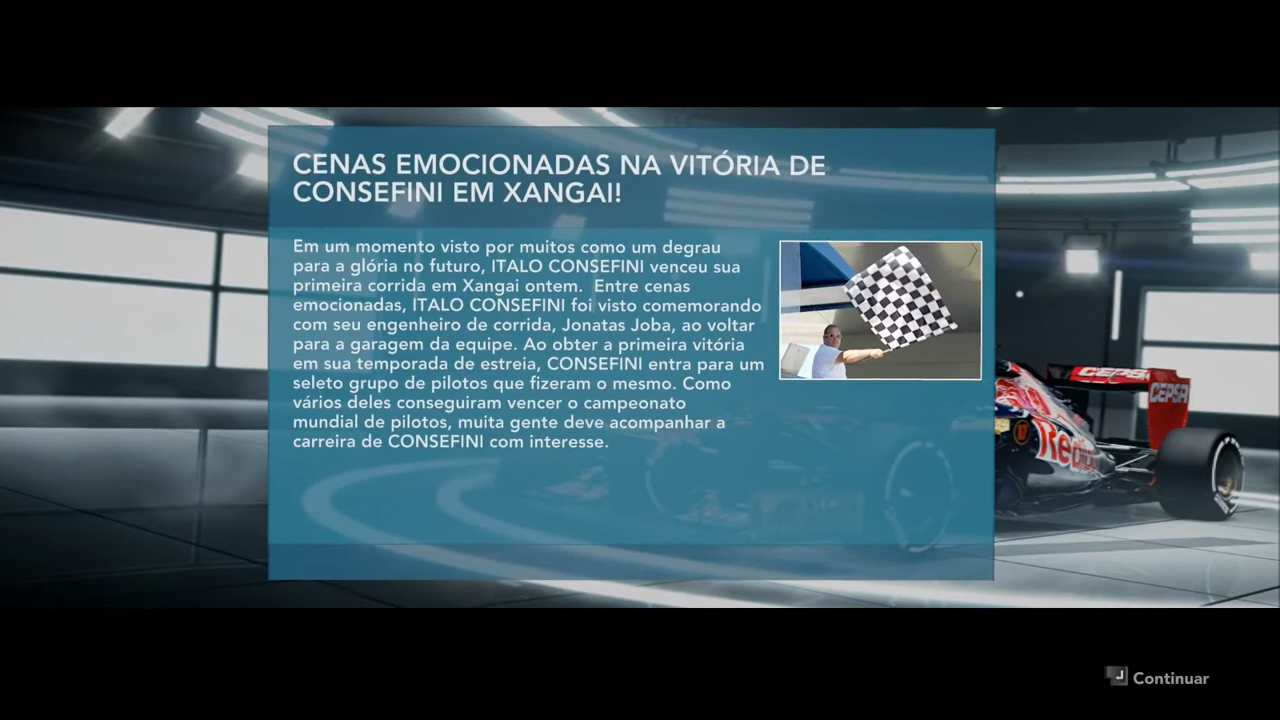 CENAS EMOCIONADAS NA VITÓRIA DE
CONSEFINI EM XANGAI!
Em um momento visto por muitos como um degrau
para a glória no futuro, ITALO CONSEFINI venceu sua
primeira corrida em Xangai ontem.  Entre cenas
emocionadas, ITALO CONSEFINI foi visto comemorando
com seu engenheiro de corrida, Jonatas Joba, ao voltar
para a garagem da equipe. Ao obter a primeira vitória
em sua temporada de estreia, CONSEFINI entra para um
seleto grupo de pilotos que fizeram o mesmo. Como
vários deles conseguiram vencer o campeonato
mundial de pilotos, muita gente deve acompanhar a
carreira de CONSEFINI com interesse.
CEPSA
Continuar